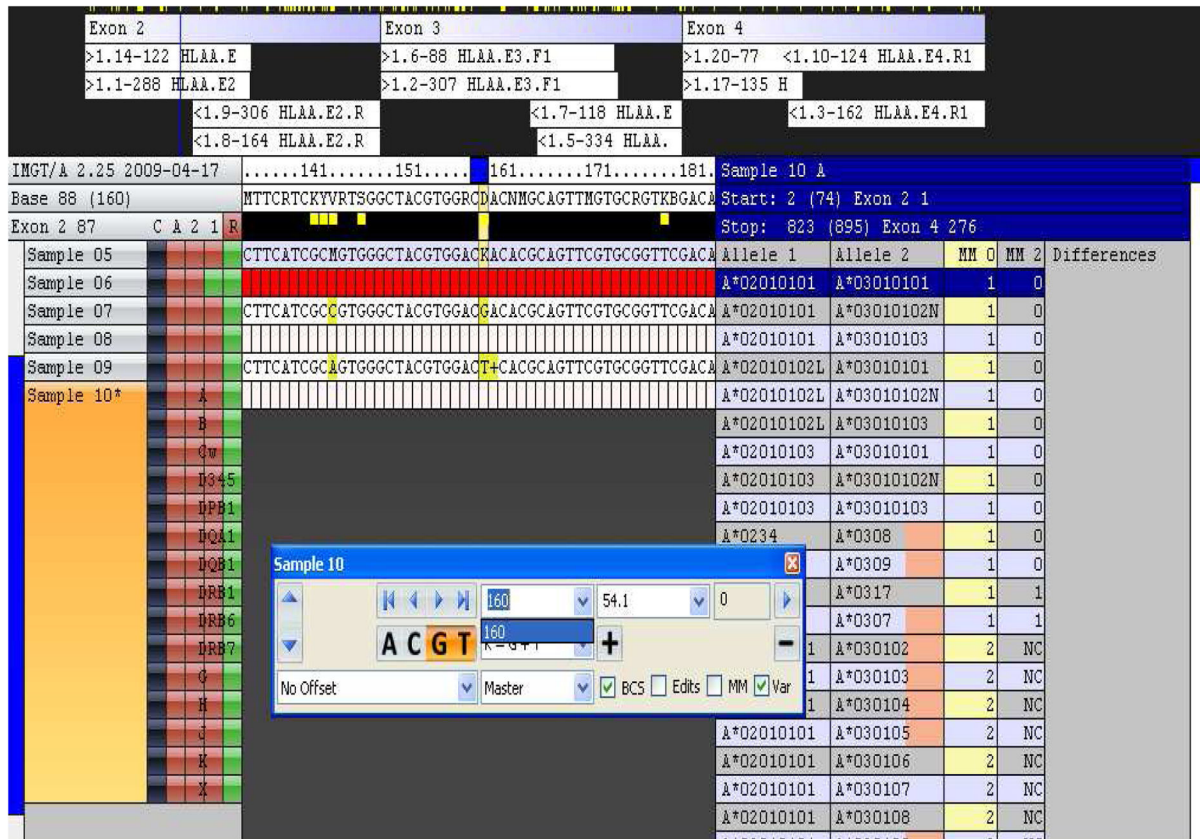 Exon 2 Exon 3 Exon 4
>1.14-122 HLAA.E >1.6-88 HLAA.E3.F1 >1.20-77 <1.10-124 HLAA.E4.R1
>1.1-288 HLAA.E2 >1.2-307 HLAA.E3.F1 >1.17-135 H
<1.9-306 HLAA.E2.R <1.7-118 HLAA.E <1.3-162 HLAA.E4.R1
<1.8-164 HLAA.E2.R <1.5-334 HLAA.
IMGT/A 2.25 2009-04-17 ......141.......151..... 161.......171.......181. Sample 10 A
Base 88 (160) MTTCRTCKYVRTSGGCTACGTGGRCDACNMGCAGTTMGTGCRGTKBGACA Start: 2 (74) Exon 2 1
Exon 2 87 C A 2 1 R Stop: 823 (895) Exon 4 276
Sample 05 CTTCATCGCMGTGGGCTACGTGGACKACACGCAGTTCGTGCGGTTCGACA Allele 1 Allele 2 MM 0 MM 2 Differences
Sample 06 A*02010101 A*03010101 1 0
Sample 07 CTTCATCGCCGTGGGCTACGTGGACGACACGCAGTTCGTGCGGTTCGACA A*02010101 A*03010102N 1 0
Sample 08 A*02010101 A*03010103 1 0
Sample 09 CTTCATCGCAGTGGGCTACGTGGACT+CACGCAGTTCGTGCGGTTCGACA A*02010102L A*03010101 1 0
Sample 10* A A*02010102L A*03010102N 1 0
B A*02010102L A*03010103 1 0
Cw A*02010103 A*03010101 1 0
D345 A*02010103 A*03010102N 1 0
DPB1 A*02010103 A*03010103 1 0
DQA1 A*0234 A*0308 1 0
DQB1 Sample 10 A*0309 1 0
DRB1 160 54.1 0 A*0317 1 1
DRB6 A*0307 1 1
A C G T 160 + −
DRB7 1 A*030102 2 NC
G No Offset Master BCS Edits MM Var 1 A*030103 2 NC
H 1 A*030104 2 NC
J A*02010101 A*030105 2 NC
K A*02010101 A*030106 2 NC
X A*02010101 A*030107 2 NC
A*02010101 A*030108 2 NC